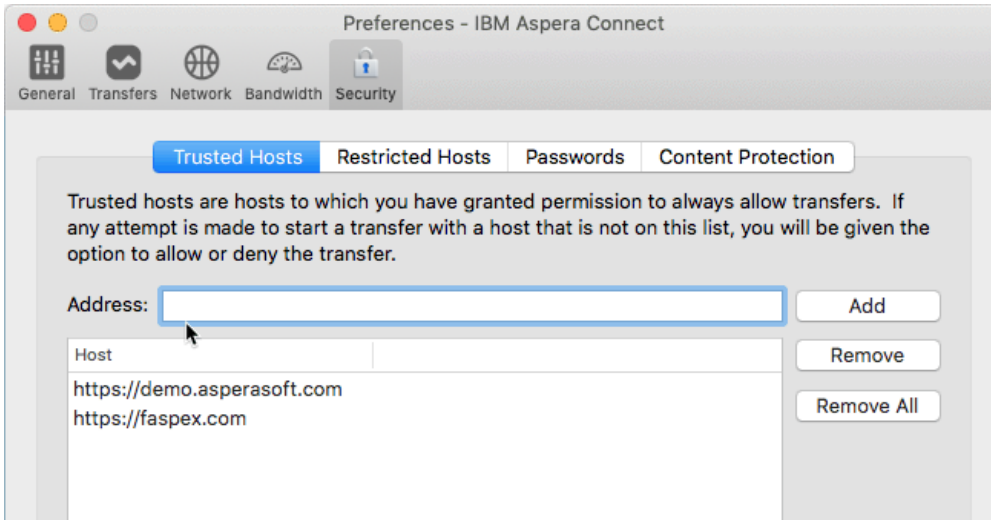 Preferences - IBM Aspera Connect
General Transfers Network Bandwidth Security
Trusted Hosts Restricted Hosts Passwords Content Protection
Trusted hosts are hosts to which you have granted permission to always allow transfers. If
any attempt is made to start a transfer with a host that is not on this list, you will be given the
option to allow or deny the transfer.
Address: Add
Host Remove
https://demo.asperasoft.com
https://faspex.com
Remove All